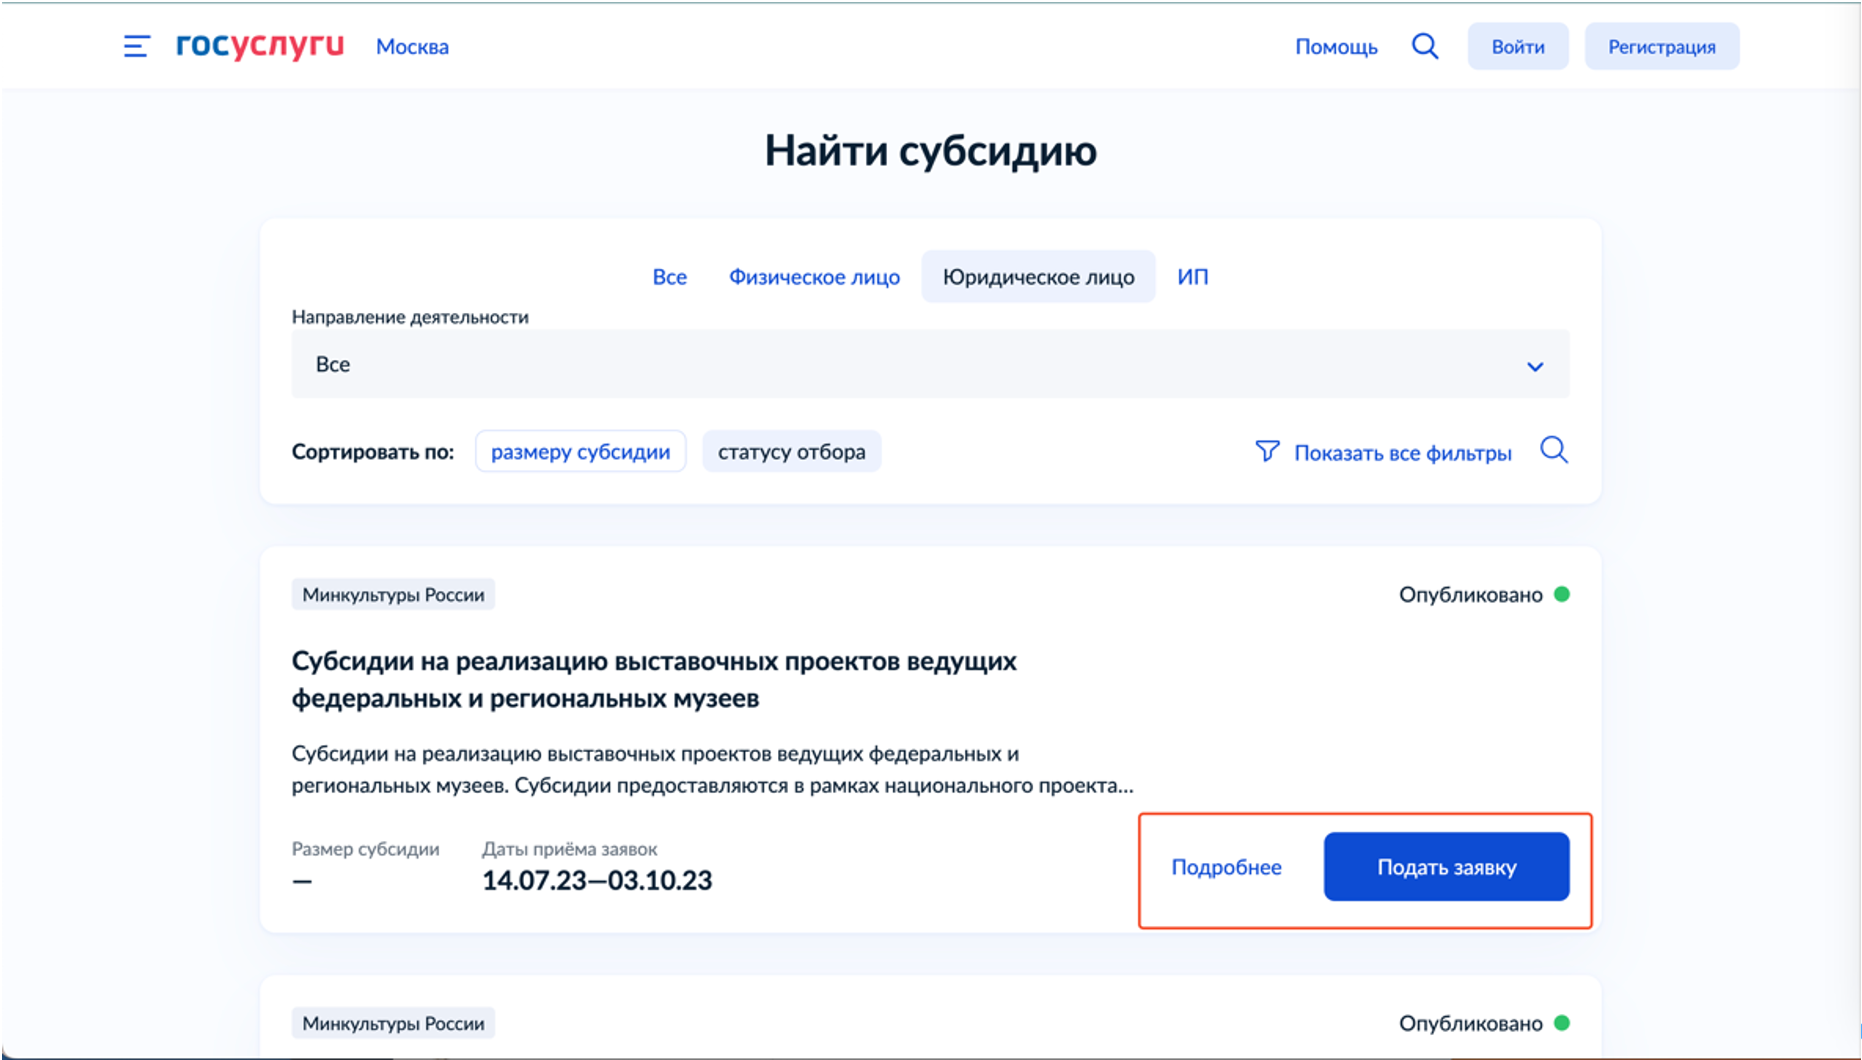 госуслуги Москва Помощь Войти Регистрация
Найти субсидию
Все Физическое лицо Юридическое лицо ИП
Направление деятельности
Все
Сортировать по: размеру субсидии статусу отбора Показать все фильтры
Минкультуры России Опубликовано
Субсидии на реализацию выставочных проектов ведущих
федеральных и региональных музеев
Субсидии на реализацию выставочных проектов ведущих федеральных и
региональных музеев. Субсидии предоставляются в рамках национального проекта...
Размер субсидии Даты приёма заявок
— 14.07.23—03.10.23
Подробнее Подать заявку
Минкультуры России Опубликовано